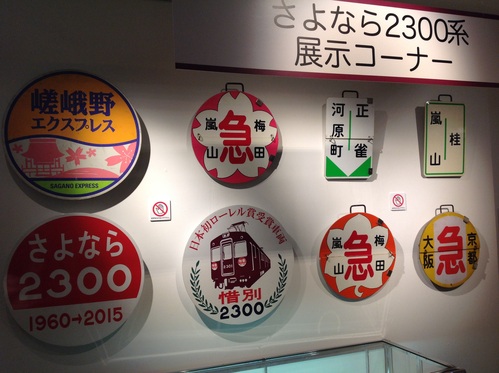 さよなら2300系
展示コーナー
嵯峨野
エクスプレス
SAGANO EXPRESS
嵐山
急
梅田
河原町
正雀
嵐山
桂
さよなら
2300
1960→2015
日本初ローレル賞受賞車両
惜別
2300
嵐山
急
梅田
大阪
急
京都